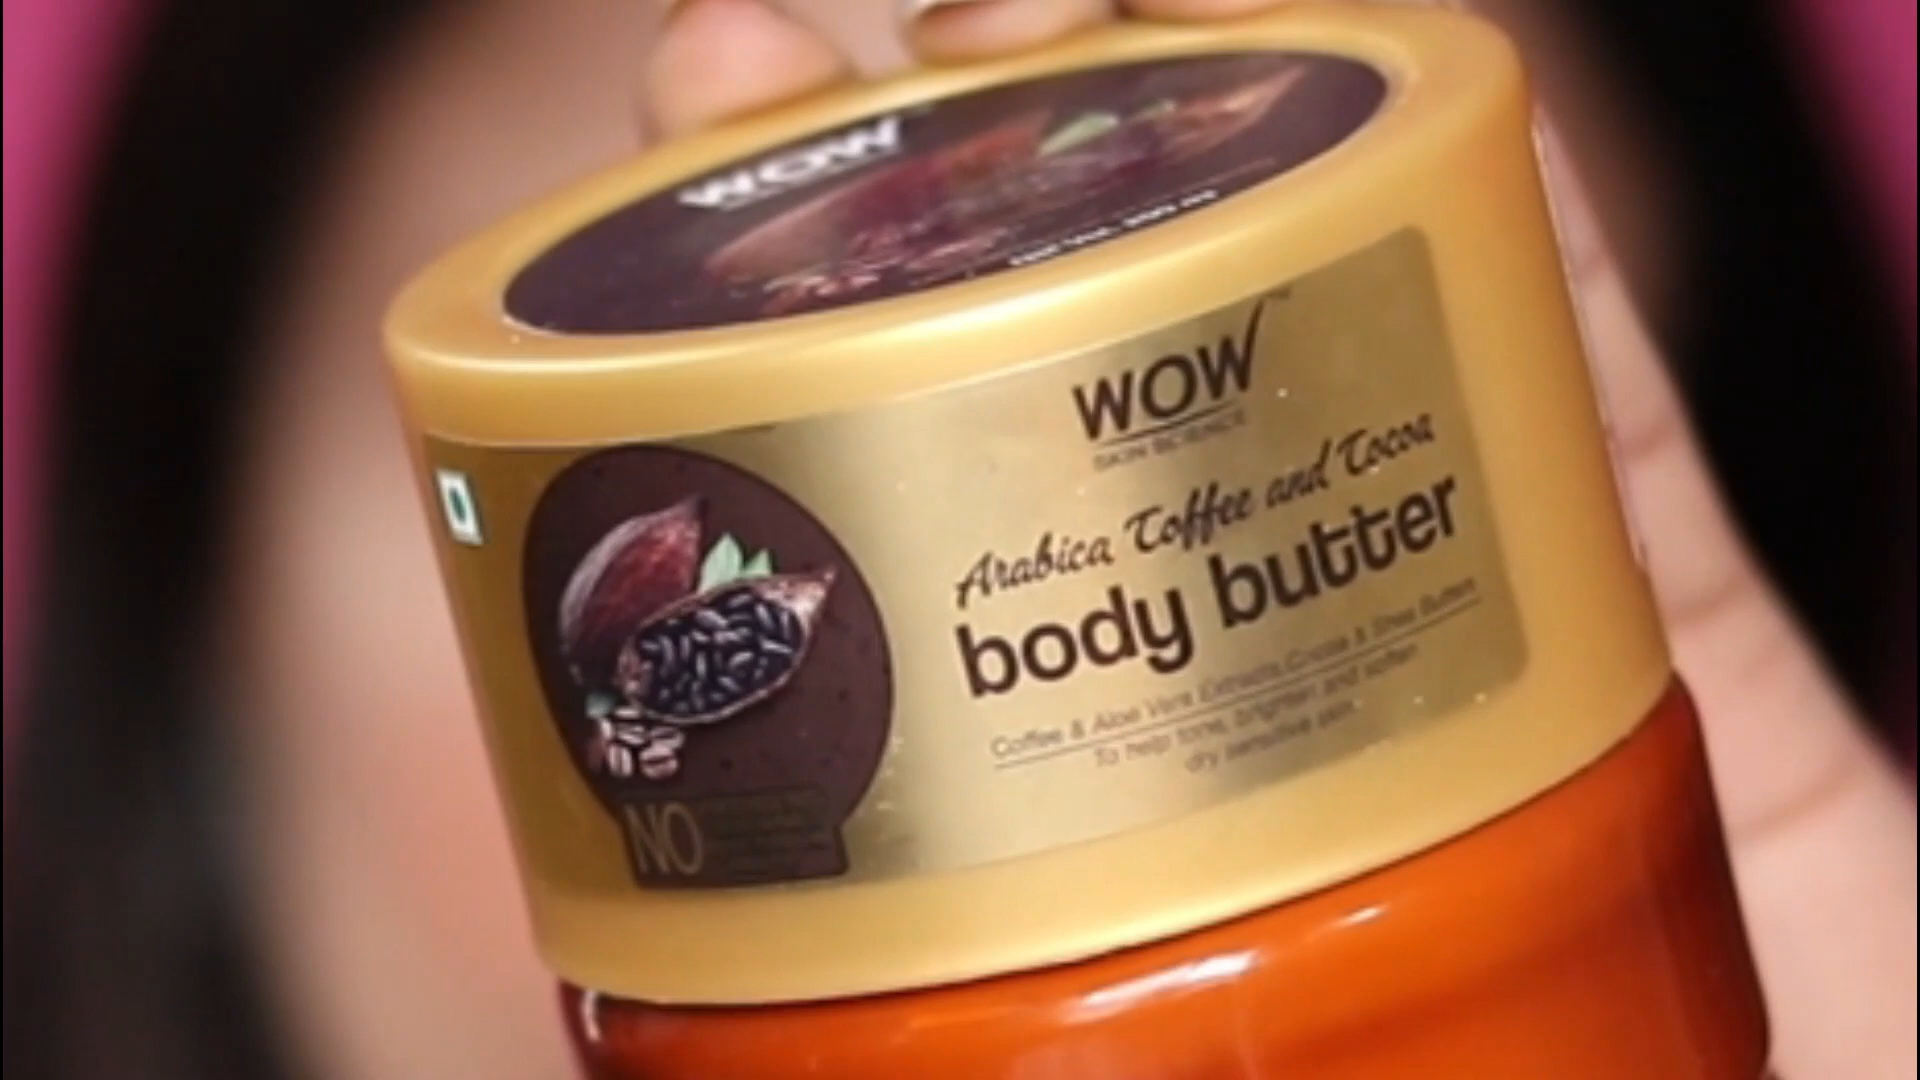 WOW
WOW
SKIN SCIENCE
Arabica Coffee and Cocoa
body butter
Coffee & Aloe Vera Extracts, Cocoa & Shea Butters
To help tone, brighten and soften
dry sensitive skin
NO